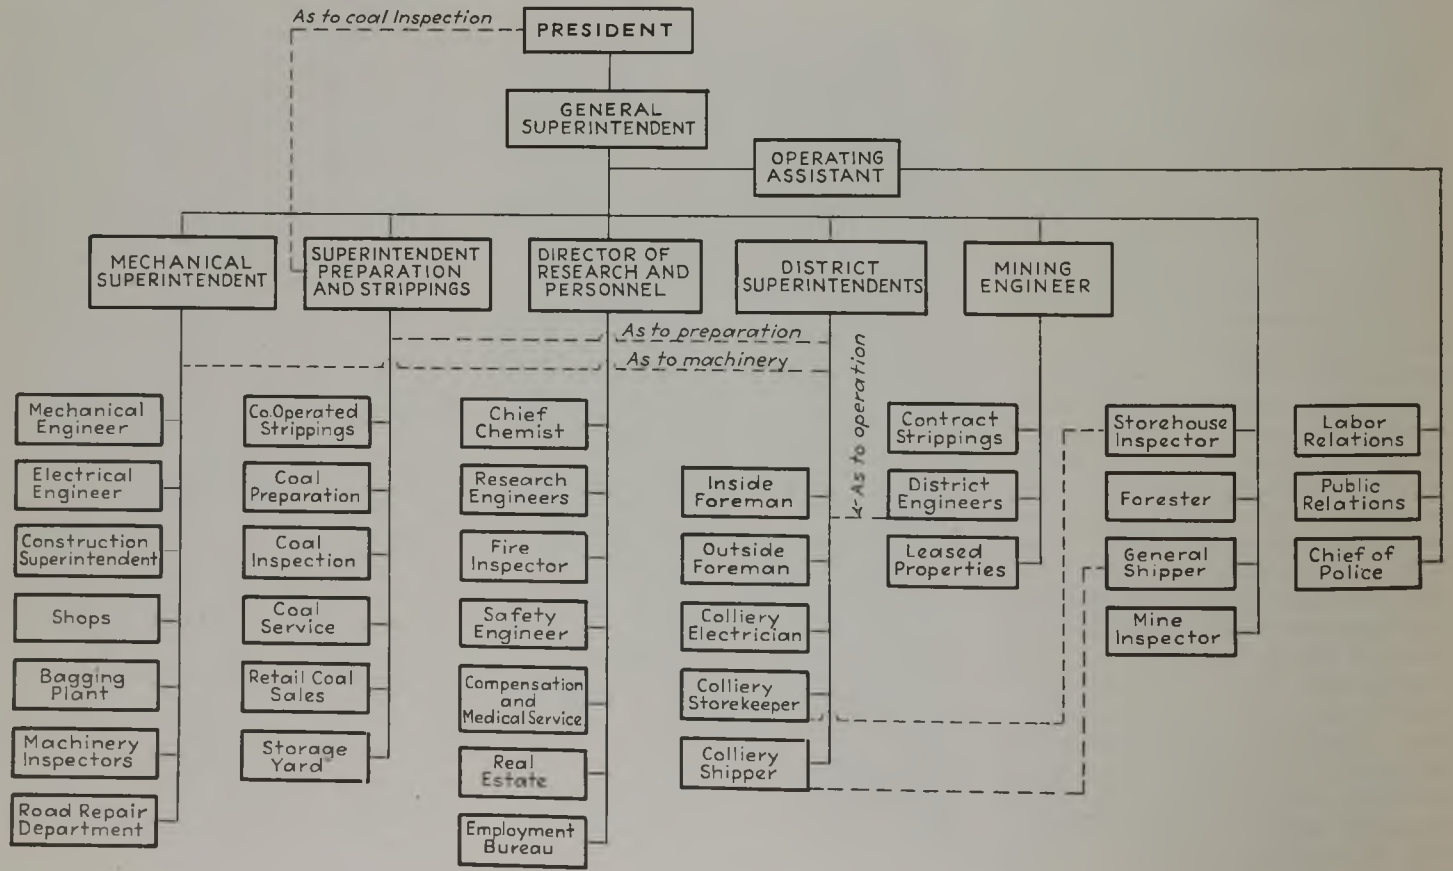 As to coal Inspection
PRESIDENT
GENERAL
SUPERINTENDENT
OPERATING
ASSISTANT
MECHANICAL
SUPERINTENDENT
SUPERINTENDENT
PREPARATION
AND STRIPPINGS
DIRECTOR OF
RESEARCH AND
PERSONNEL
DISTRICT
SUPERINTENDENTS
MINING
ENGINEER
As to preparation
As to machinery
As to operation
Mechanical
Engineer
Electrical
Engineer
Construction
Superintendent
Shops
Bagging
Plant
Machinery
Inspectors
Road Repair
Department
Co. Operated
Strippings
Coal
Preparation
Coal
Inspection
Coal
Service
Retail Coal
Sales
Storage
Yard
Chief
Chemist
Research
Engineers
Fire
Inspector
Safety
Engineer
Compensation
and
Medical Service
Real
Estate
Employment
Bureau
Inside
Foreman
Outside
Foreman
Colliery
Electrician
Colliery
Storekeeper
Colliery
Shipper
Contract
Strippings
District
Engineers
Leased
Properties
Storehouse
Inspector
Forester
General
Shipper
Mine
Inspector
Labor
Relations
Public
Relations
Chief of
Police